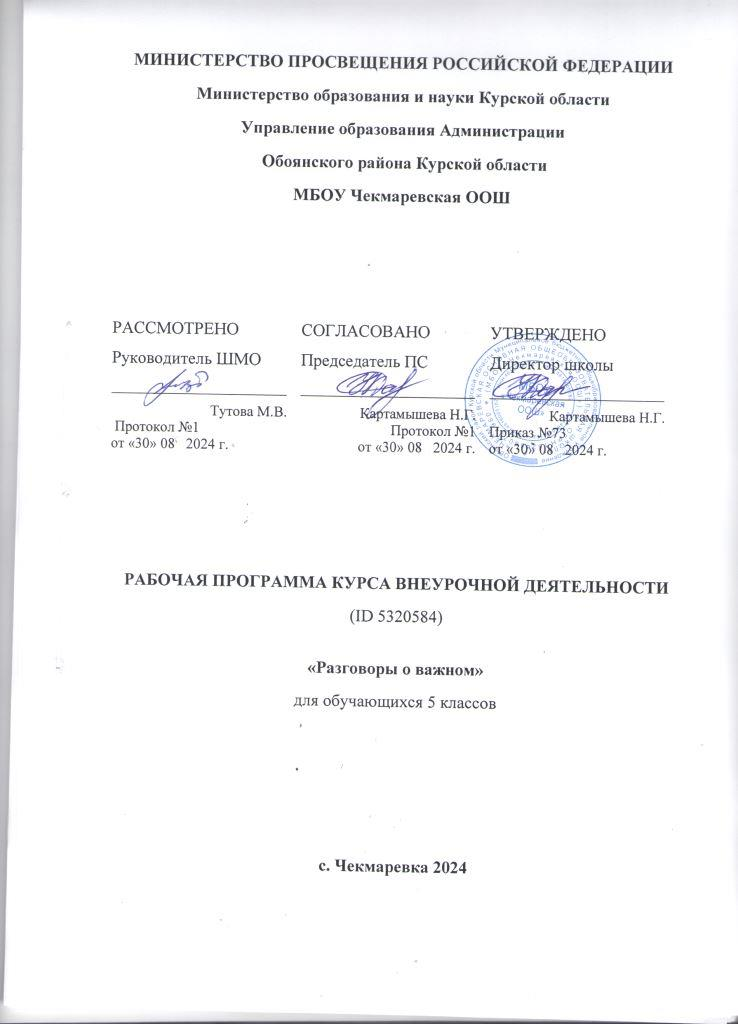 МИНИСТЕРСТВО ПРОСВЕЩЕНИЯ РОССИЙСКОЙ ФЕДЕРАЦИИ
Министерство образования и науки Курской области
Управление образования Администрации
Обоянского района Курской области
МБОУ Чекмаревская ООШ
РАССМОТРЕНО
Руководитель ШМО
Тутова М.В.
Протокол №1
от «30» 08 2024 г.
СОГЛАСОВАНО
Председатель ПС
Картамышева Н.Г.
Протокол №1
от «30» 08 2024 г.
УТВЕРЖДЕНО
Директор школы
Картамышева Н.Г.
Приказ №73
от «30» 08 2024 г.
РАБОЧАЯ ПРОГРАММА КУРСА ВНЕУРОЧНОЙ ДЕЯТЕЛЬНОСТИ
(ID 5320584)
«Разговоры о важном»
для обучающихся 5 классов
с. Чекмаревка 2024